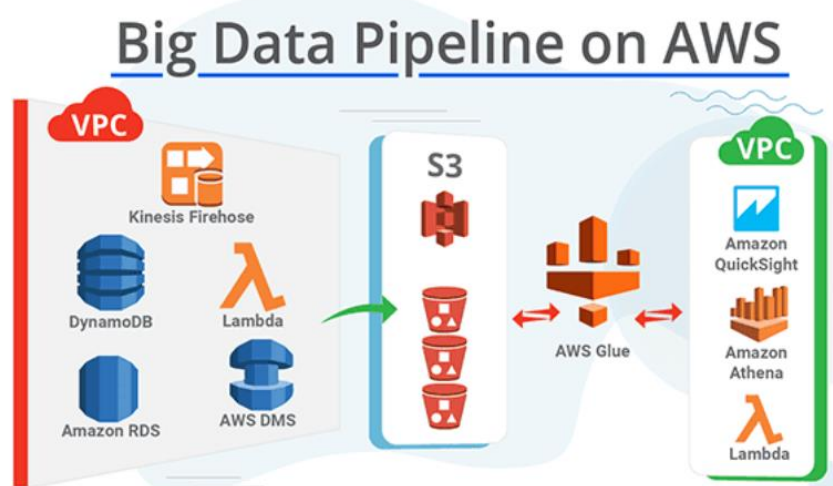 Big Data Pipeline on AWS
VPC
Kinesis Firehose
DynamoDB
Lambda
Amazon RDS
AWS DMS
S3
AWS Glue
VPC
Amazon
QuickSight
Amazon
Athena
Lambda